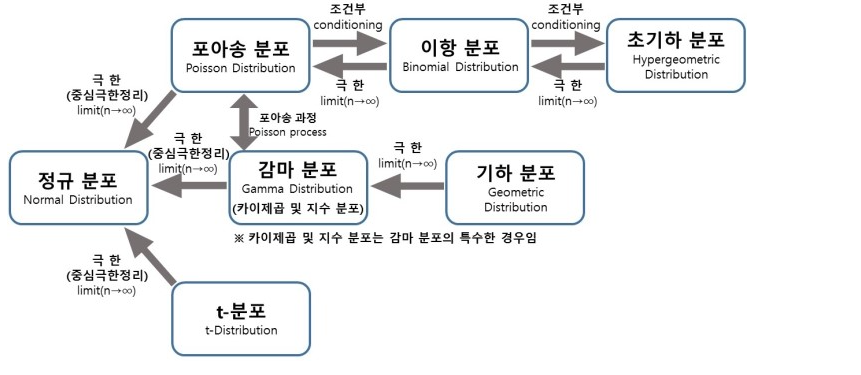 조건부
conditioning
조건부
conditioning
포아송 분포
Poisson Distribution
이항 분포
Binomial Distribution
초기하 분포
Hypergeometric
Distribution
극 한
limit(n→∞)
극 한
limit(n→∞)
극 한
(중심극한정리)
limit(n→∞)
포아송 과정
Poisson process
극 한
(중심극한정리)
limit(n→∞)
극 한
limit(n→∞)
정규 분포
Normal Distribution
감마 분포
Gamma Distribution
(카이제곱 및 지수 분포)
기하 분포
Geometric
Distribution
※ 카이제곱 및 지수 분포는 감마 분포의 특수한 경우임
극 한
(중심극한정리)
limit(n→∞)
t-분포
t-Distribution